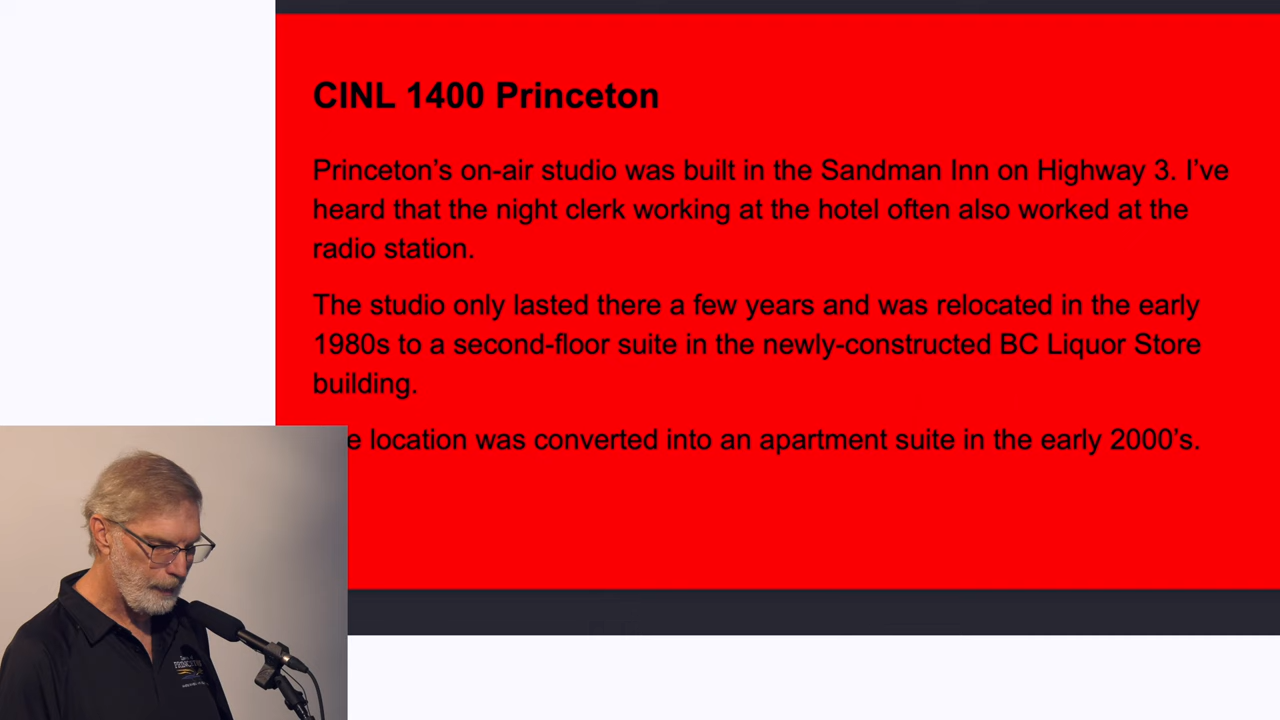 CINL 1400 Princeton
Princeton’s on-air studio was built in the Sandman Inn on Highway 3. I’ve
heard that the night clerk working at the hotel often also worked at the
radio station.
The studio only lasted there a few years and was relocated in the early
1980s to a second-floor suite in the newly-constructed BC Liquor Store
building.
location was converted into an apartment suite in the early 2000’s.